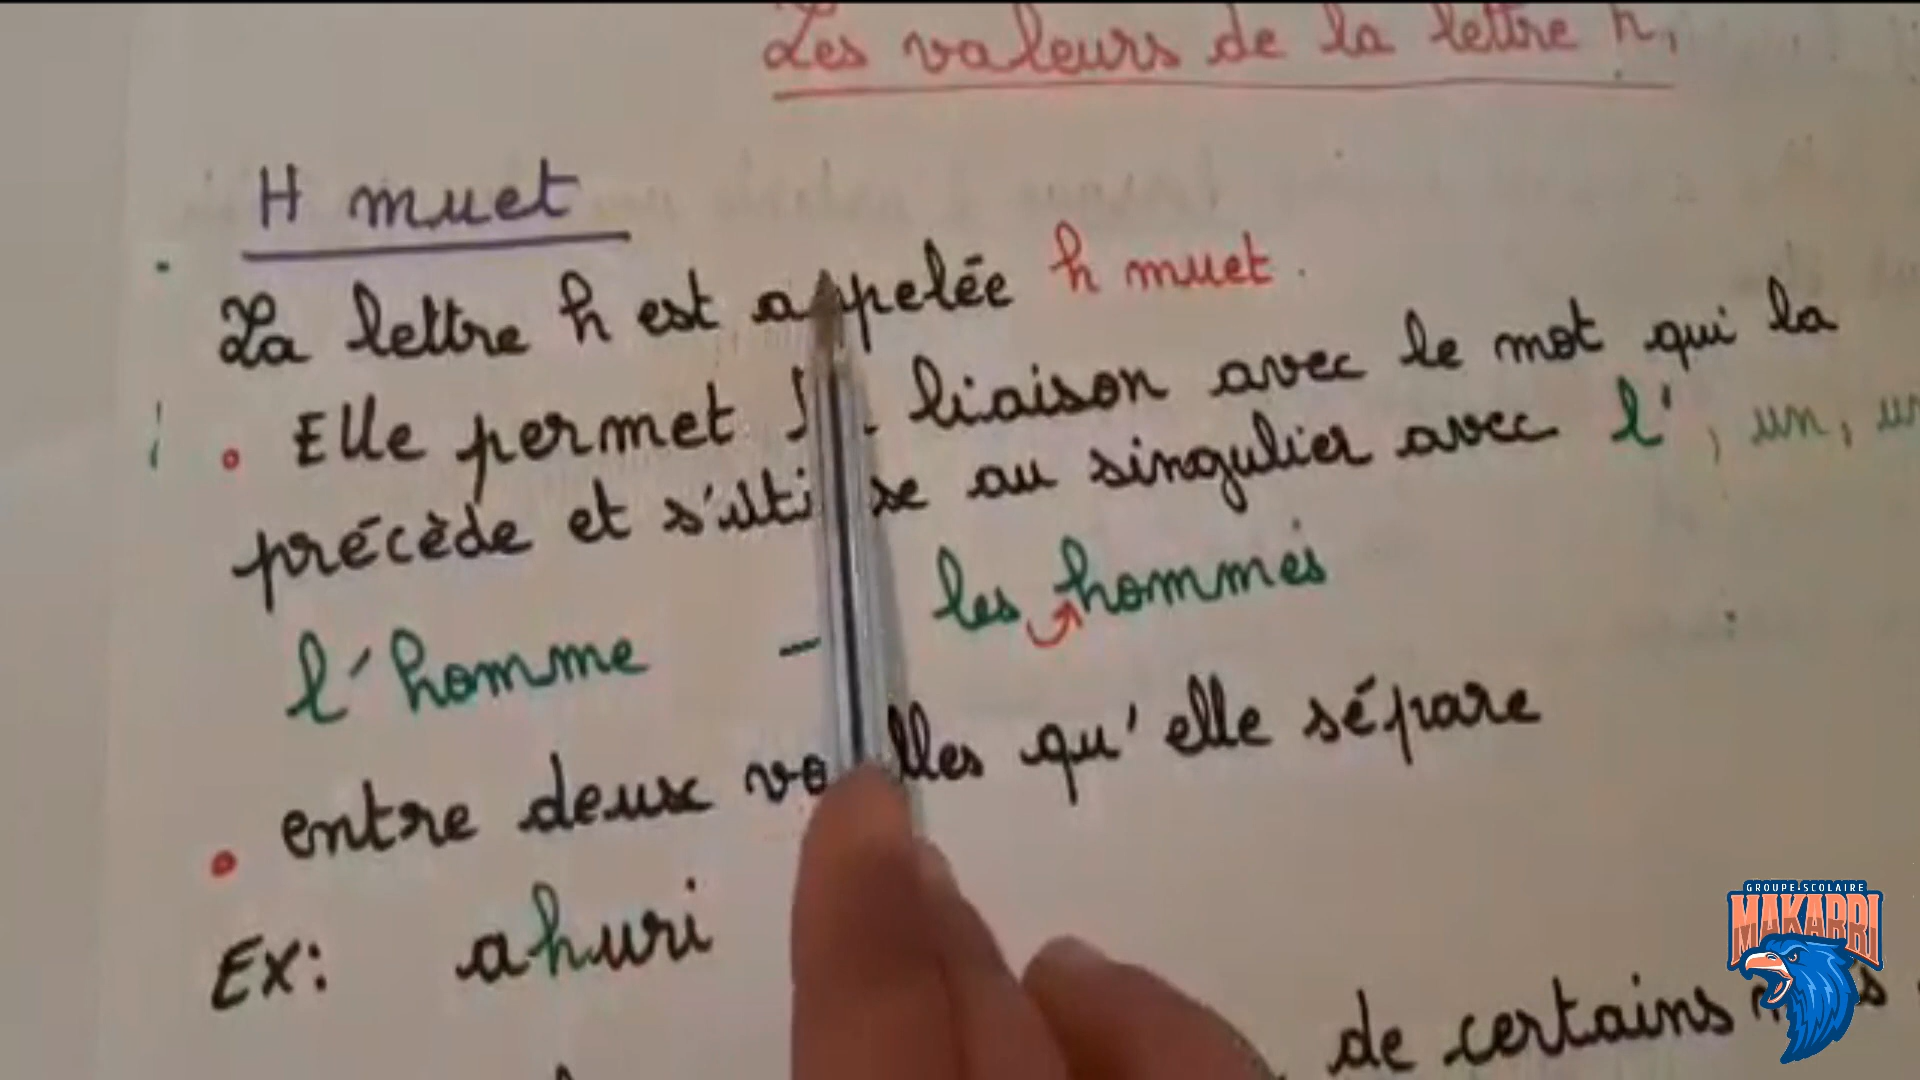 Les valeurs de la lettre h,
H muet
La lettre h est appelée h muet.
• Elle permet liaison avec le mot qui la
précède et s'utilise au singulier avec l', un,
l'homme - les hommes
• entre deux voyelles qu'elle sépare
Ex: ahuri
de certains
GROUPE•SCOLAIRE
MAKARRI